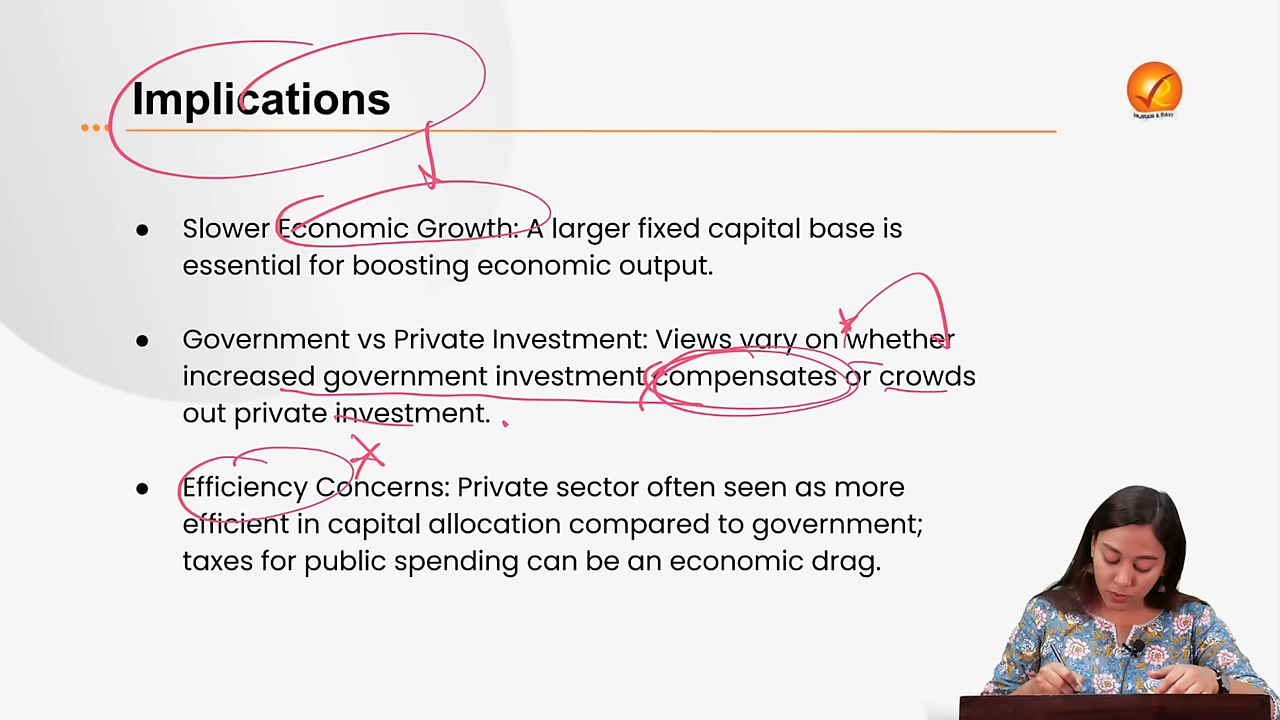 Implications
VAJIRAM & RAVI
● Slower Economic Growth: A larger fixed capital base is
essential for boosting economic output.
● Government vs Private Investment: Views vary on whether
increased government investment compensates or crowds
out private investment.
● Efficiency Concerns: Private sector often seen as more
efficient in capital allocation compared to government;
taxes for public spending can be an economic drag.